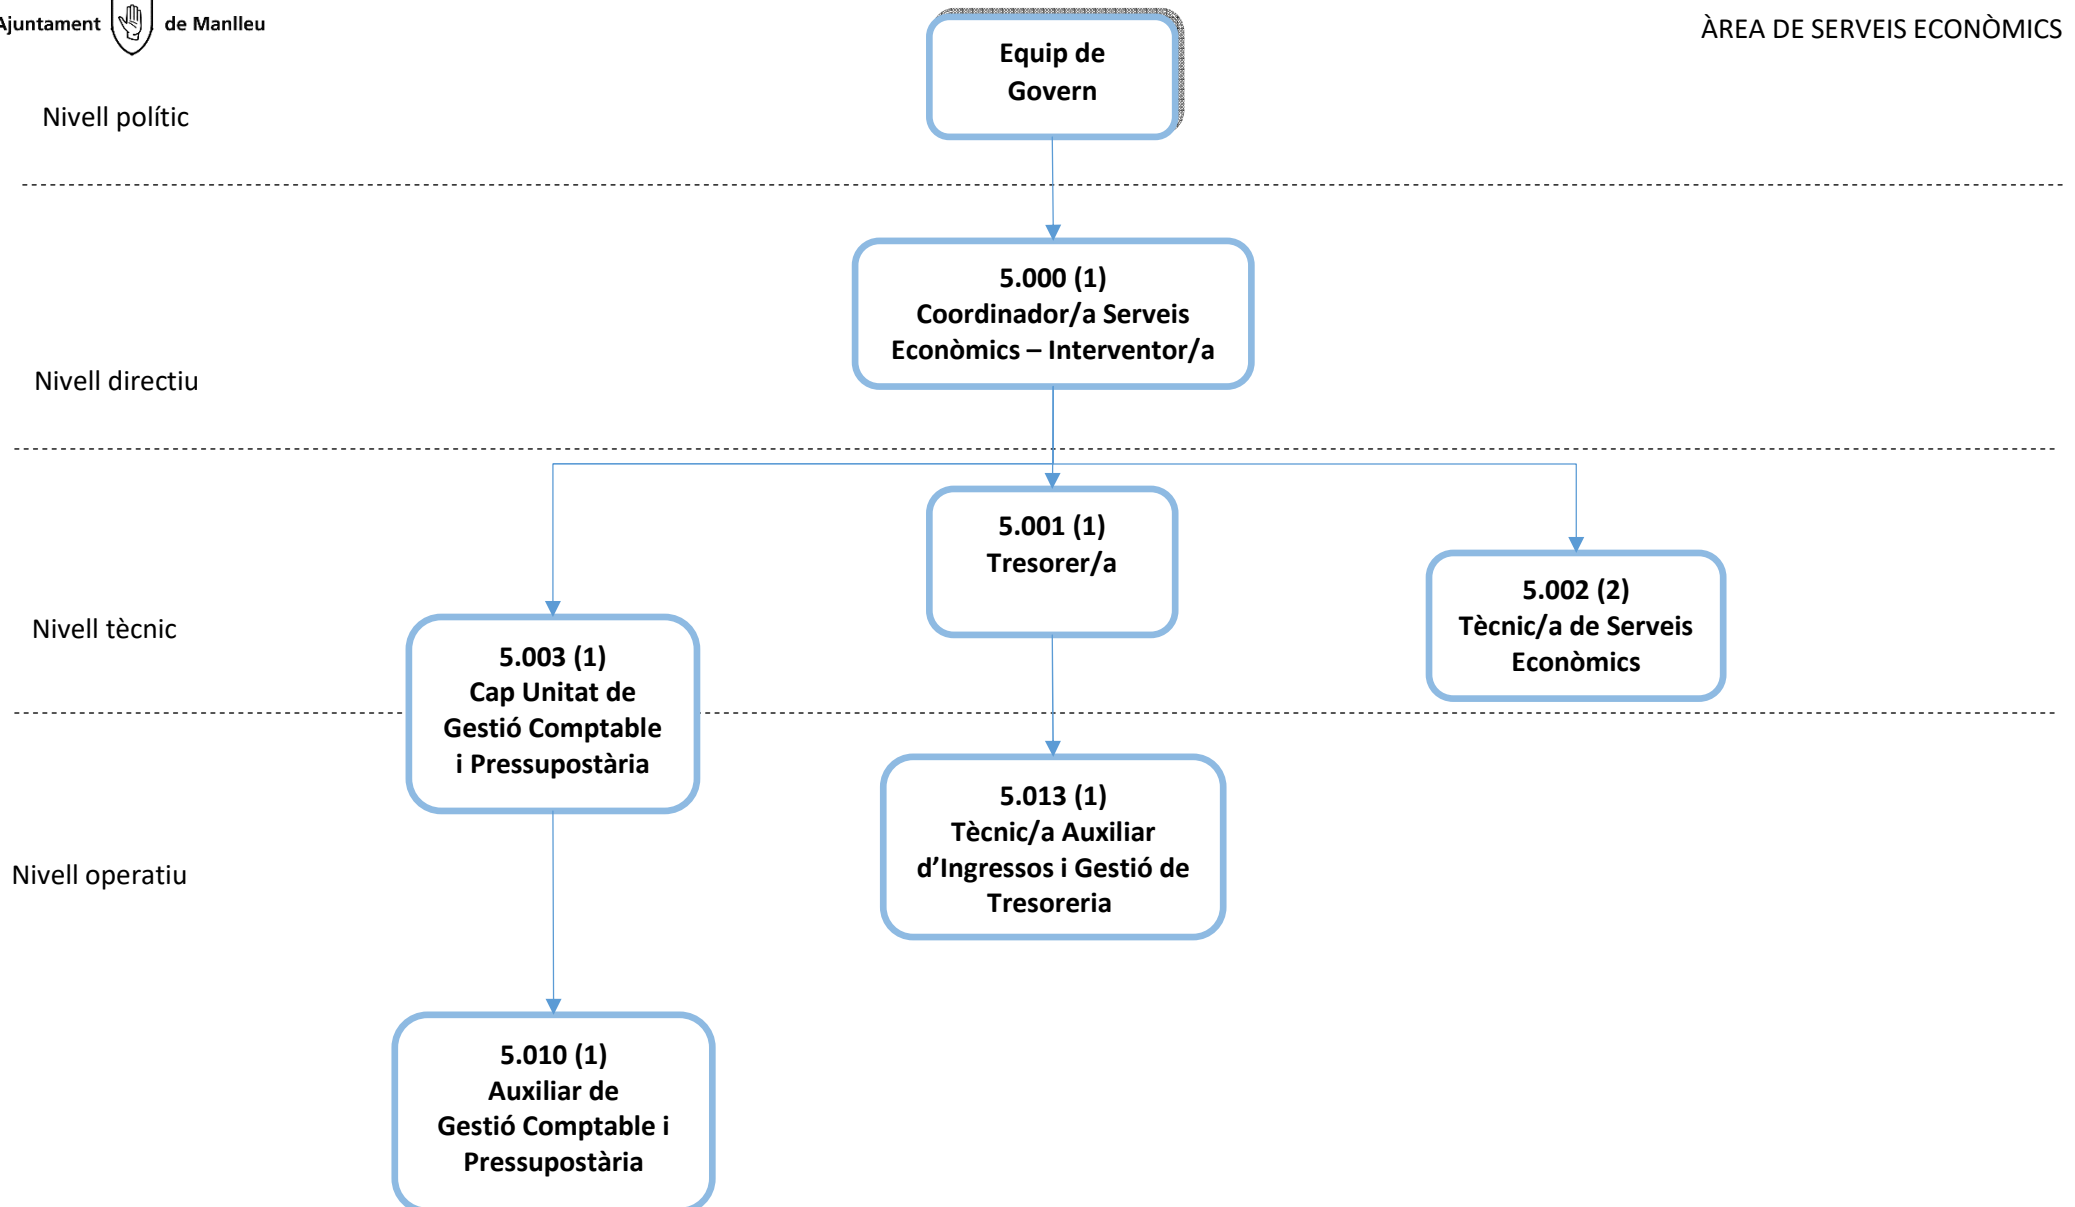 Ajuntament de Manlleu
ÀREA DE SERVEIS ECONÒMICS
Equip de
Govern
Nivell polític
5.000 (1)
Coordinador/a Serveis
Econòmics – Interventor/a
Nivell directiu
5.001 (1)
Tresorer/a
5.002 (2)
Tècnic/a de Serveis
Econòmics
Nivell tècnic
5.003 (1)
Cap Unitat de
Gestió Comptable
i Pressupostària
5.013 (1)
Tècnic/a Auxiliar
d’Ingressos i Gestió de
Tresoreria
Nivell operatiu
5.010 (1)
Auxiliar de
Gestió Comptable i
Pressupostària